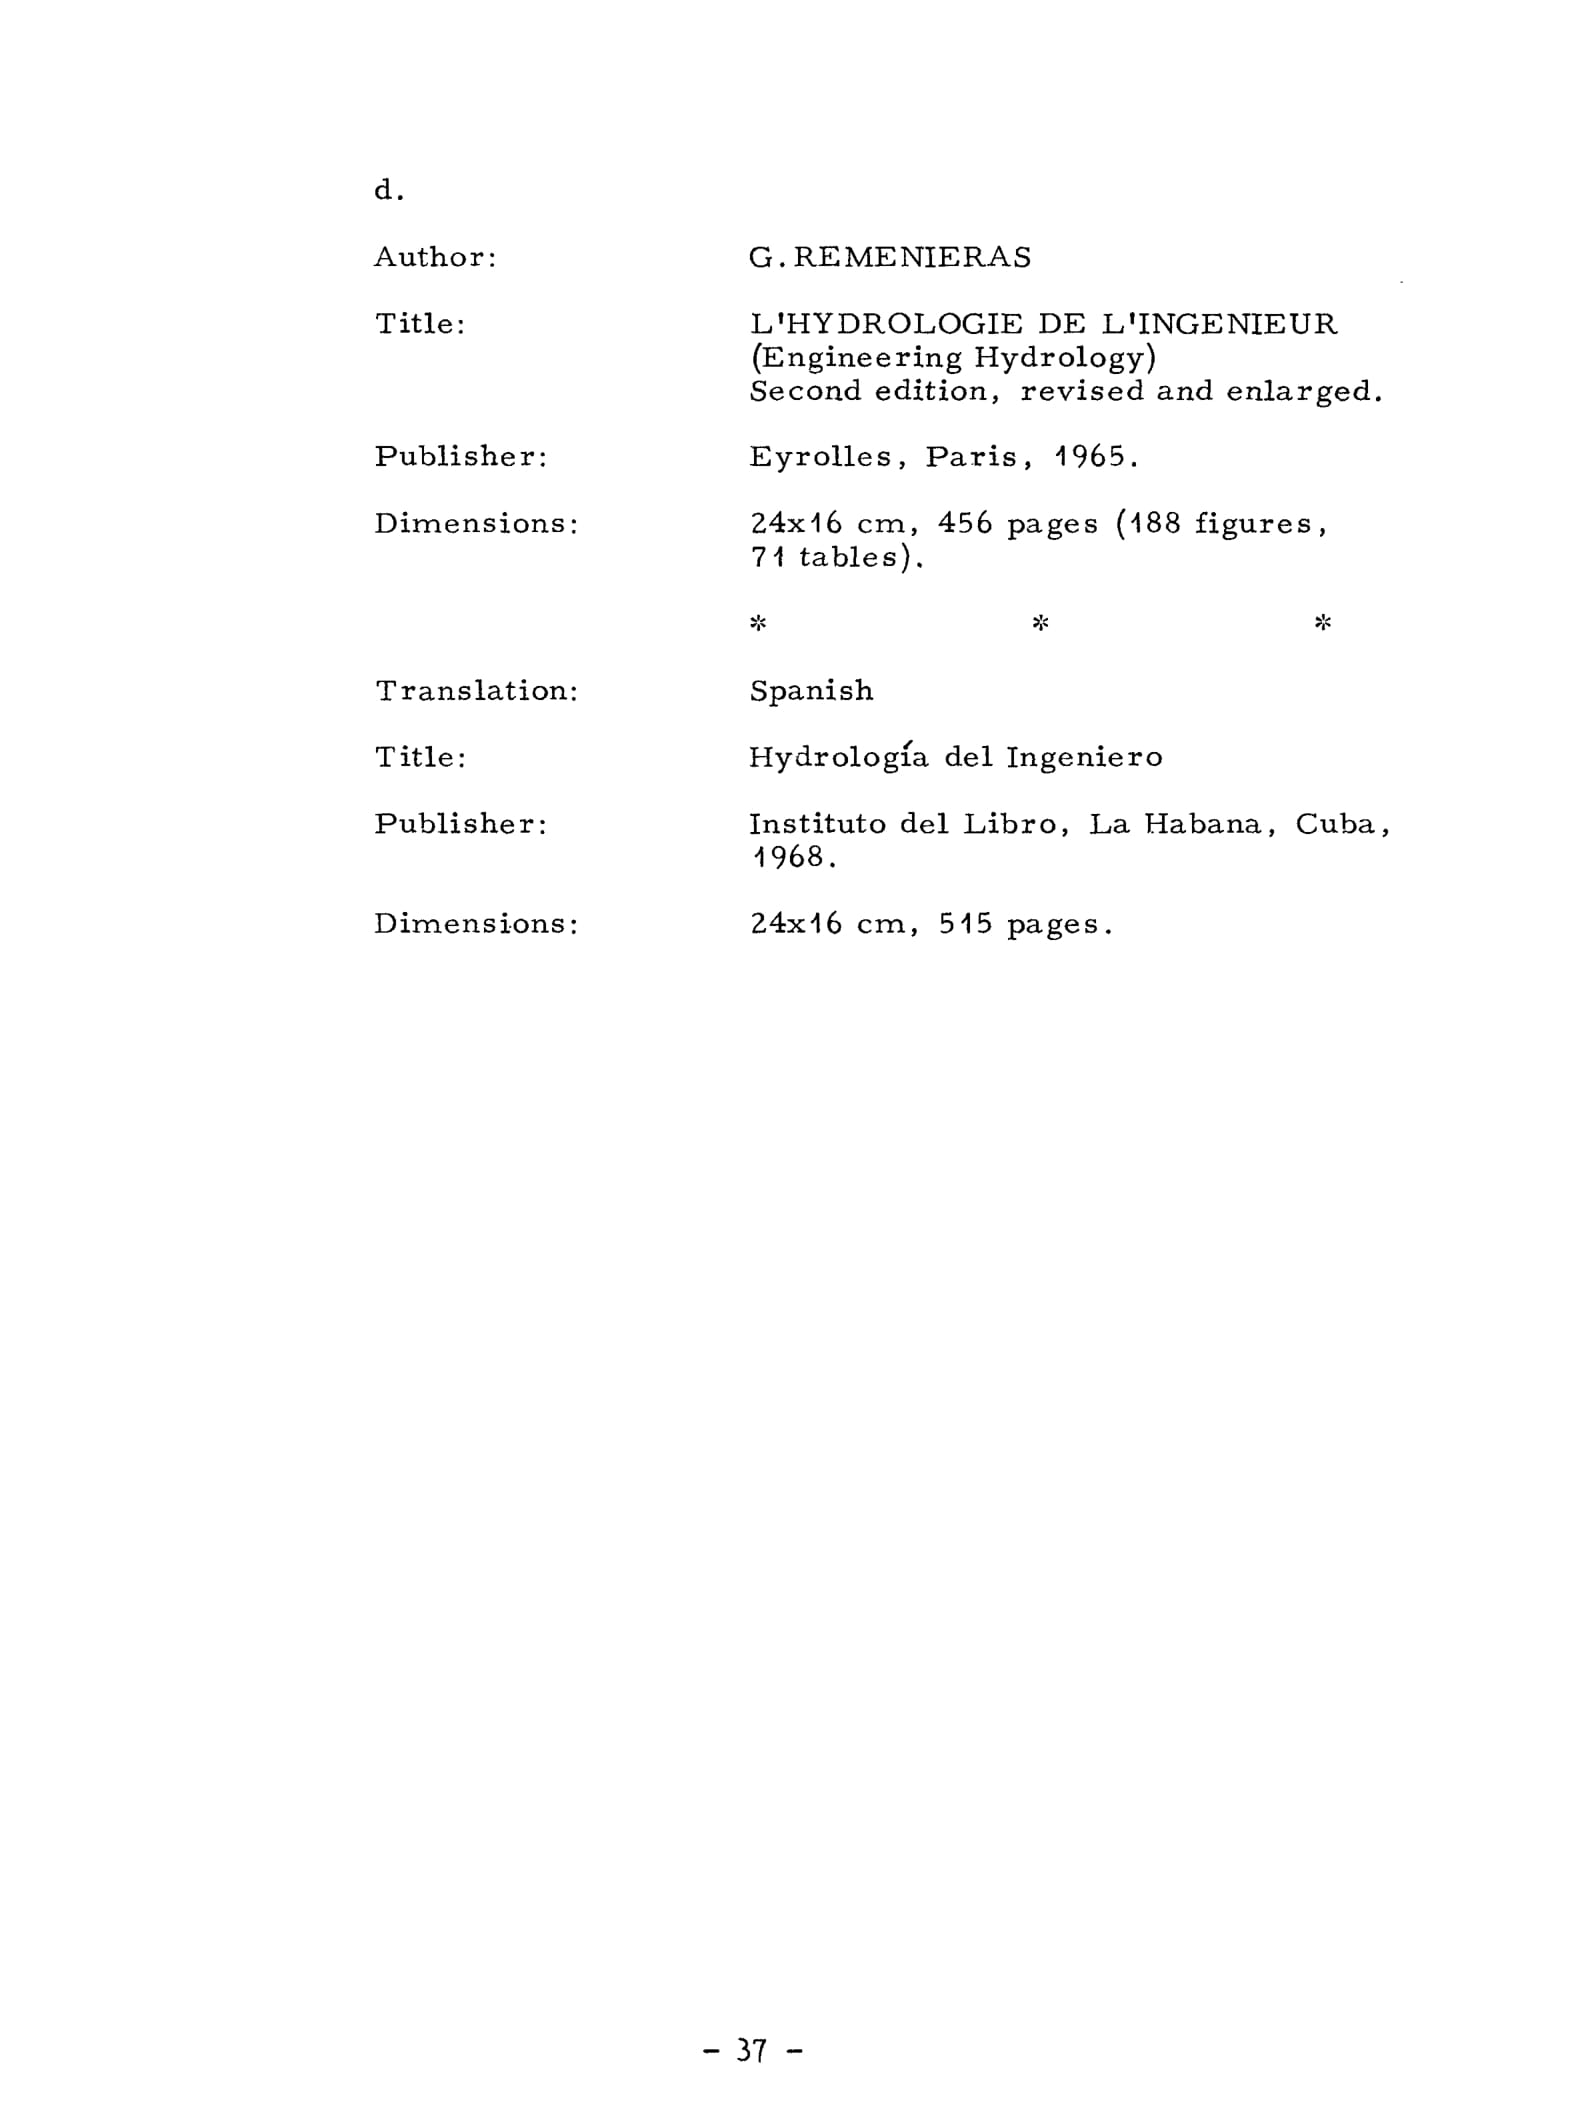 d.
Author: G. REMENIERAS
Title: L'HYDROLOGIE DE L'INGENIEUR
(Engineering Hydrology)
Second edition, revised and enlarged.
Publisher: Eyrolles, Paris, 1965.
Dimensions: 24x16 cm, 456 pages (188 figures,
71 tables).
* * *
Translation: Spanish
Title: Hydrología del Ingeniero
Publisher: Instituto del Libro, La Habana, Cuba,
1968.
Dimensions: 24x16 cm, 515 pages.
- 37 -